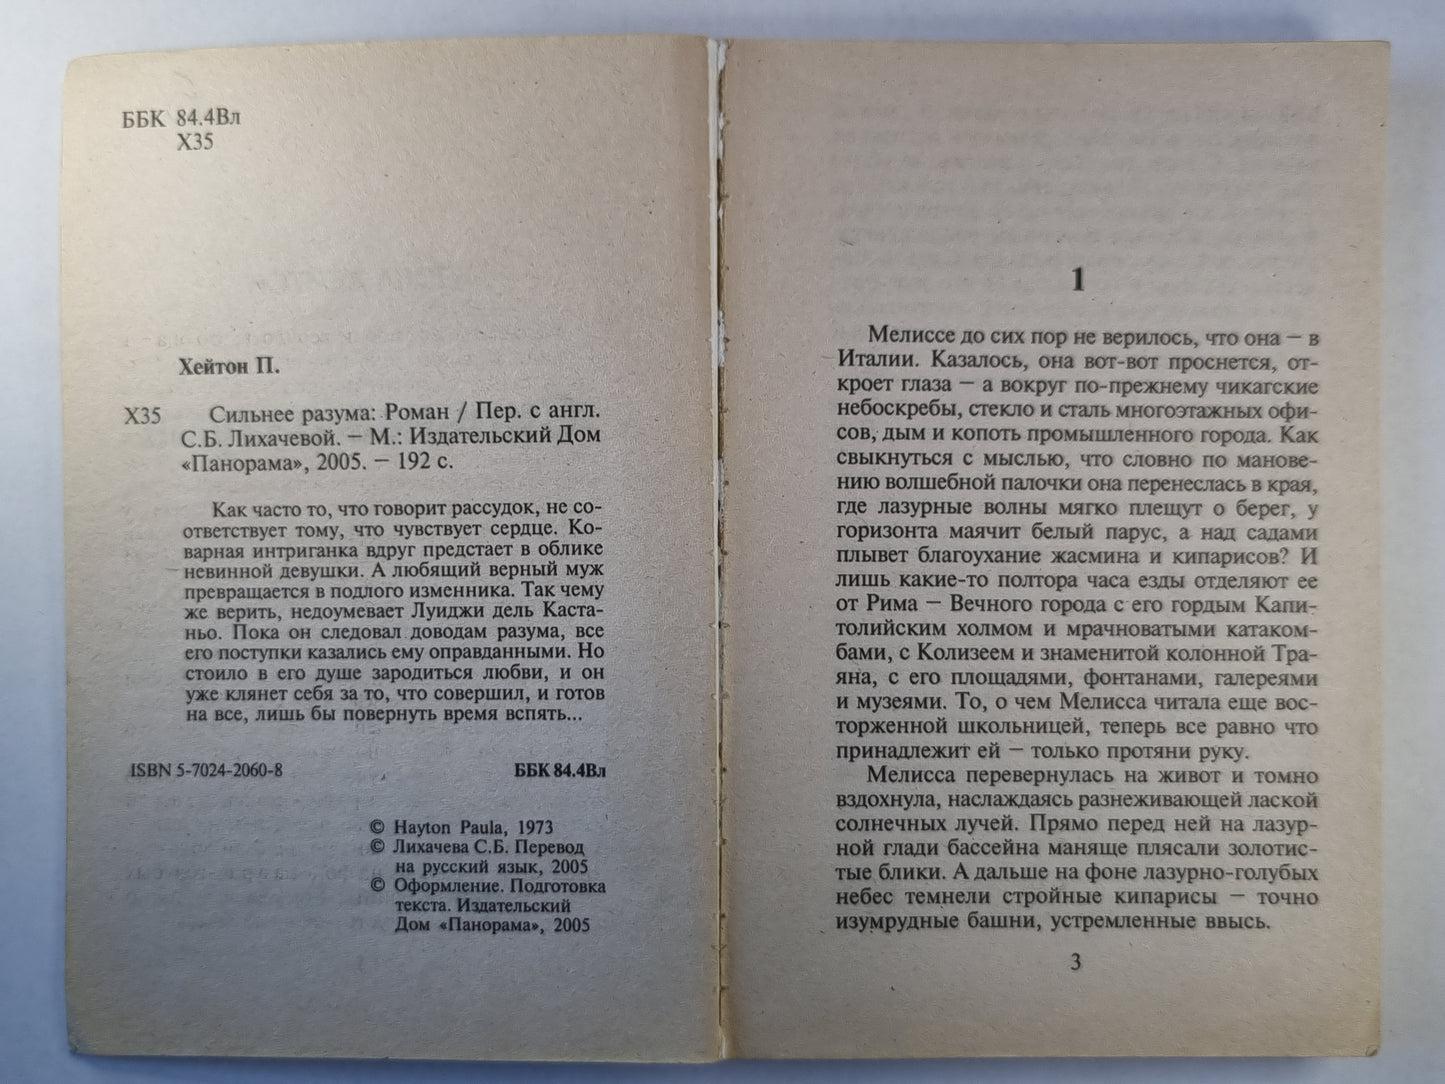 ББК 84.4Вл
Х35
Хейтон П.
Х35 Сильнее разума: Роман / Пер. с англ.
С.Б. Лихачевой. — М.: Издательский Дом
«Панорама», 2005. — 192 с.
Как часто то, что говорит рассудок, не со-
ответствует тому, что чувствует сердце. Ко-
варная интриганка вдруг предстает в облике
невинной девушки. А любящий верный муж
превращается в подлого изменника. Так чему
же верить, недоумевает Луиджи дель Каста-
ньо. Пока он следовал доводам разума, все
его поступки казались ему оправданными. Но
стоило в его душе зародиться любви, и он
уже клянет себя за то, что совершил, и готов
на все, лишь бы повернуть время вспять...
ISBN 5-7024-2060-8 ББК 84.4Вл
© Hayton Paula, 1973
© Лихачева С.Б. Перевод
на русский язык, 2005
© Оформление. Подготовка
текста. Издательский
Дом «Панорама», 2005
1
Мелиссе до сих пор не верилось, что она — в
Италии. Казалось, она вот-вот проснется, от-
кроет глаза — а вокруг по-прежнему чикагские
небоскребы, стекло и сталь многоэтажных офи-
сов, дым и копоть промышленного города. Как
свыкнуться с мыслью, что словно по манове-
нию волшебной палочки она перенеслась в края,
где лазурные волны мягко плещут о берег, у
горизонта маячит белый парус, а над садами
плывет благоухание жасмина и кипарисов? И
лишь какие-то полтора часа езды отделяют ее
от Рима — Вечного города с его гордым Капи-
толийским холмом и мрачноватыми катаком-
бами, с Колизеем и знаменитой колонной Тра-
яна, с его площадями, фонтанами, галереями
и музеями. То, о чем Мелисса читала еще вос-
торженной школьницей, теперь все равно что
принадлежит ей — только протяни руку.
Мелисса перевернулась на живот и томно
вздохнула, наслаждаясь разнеживающей лаской
солнечных лучей. Прямо перед ней на лазур-
ной глади бассейна маняще плясали золотис-
тые блики. А дальше на фоне лазурно-голубых
небес темнели стройные кипарисы — точно
изумрудные башни, устремленные ввысь.
3